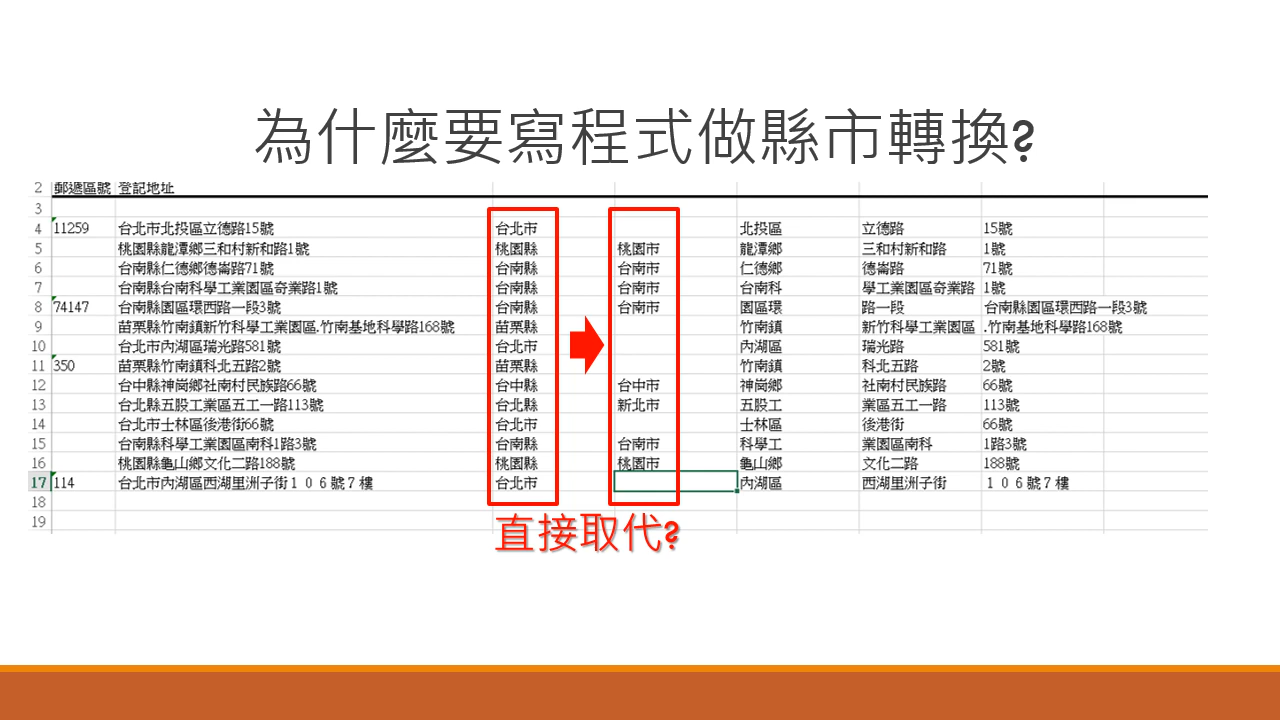 為什麼要寫程式做縣市轉換?
2 郵遞區號 登記地址
3
4 11259 台北市北投區立德路15號 台北市 北投區 立德路 15號
5 桃園縣龍潭鄉三和村新和路1號 桃園縣 桃園市 龍潭鄉 三和村新和路 1號
6 台南縣仁德鄉德崙路71號 台南縣 台南市 仁德鄉 德崙路 71號
7 台南縣台南科學工業園區奇業路1號 台南縣 台南市 台南科 學工業園區奇業路 1號
8 74147 台南縣園區環西路一段3號 台南縣 台南市 園區環 路一段 台南縣園區環西路一段3號
9 苗栗縣竹南鎮新竹科學工業園區.竹南基地科學路168號 苗栗縣 竹南鎮 新竹科學工業園區 .竹南基地科學路168號
10 台北市內湖區瑞光路581號 台北市 內湖區 瑞光路 581號
11 350 苗栗縣竹南鎮科北五路2號 苗栗縣 竹南鎮 科北五路 2號
12 台中縣神岡鄉社南村民族路66號 台中縣 台中市 神岡鄉 社南村民族路 66號
13 台北縣五股工業區五工一路113號 台北縣 新北市 五股工 業區五工一路 113號
14 台北市士林區後港街66號 台北市 士林區 後港街 66號
15 台南縣科學工業園區南科1路3號 台南縣 台南市 科學工 業園區南科 1路3號
16 桃園縣龜山鄉文化二路188號 桃園縣 桃園市 龜山鄉 文化二路 188號
17 114 台北市內湖區西湖里洲子街１０６號７樓 台北市 內湖區 西湖里洲子街 １０６號７樓
18
19
直接取代?